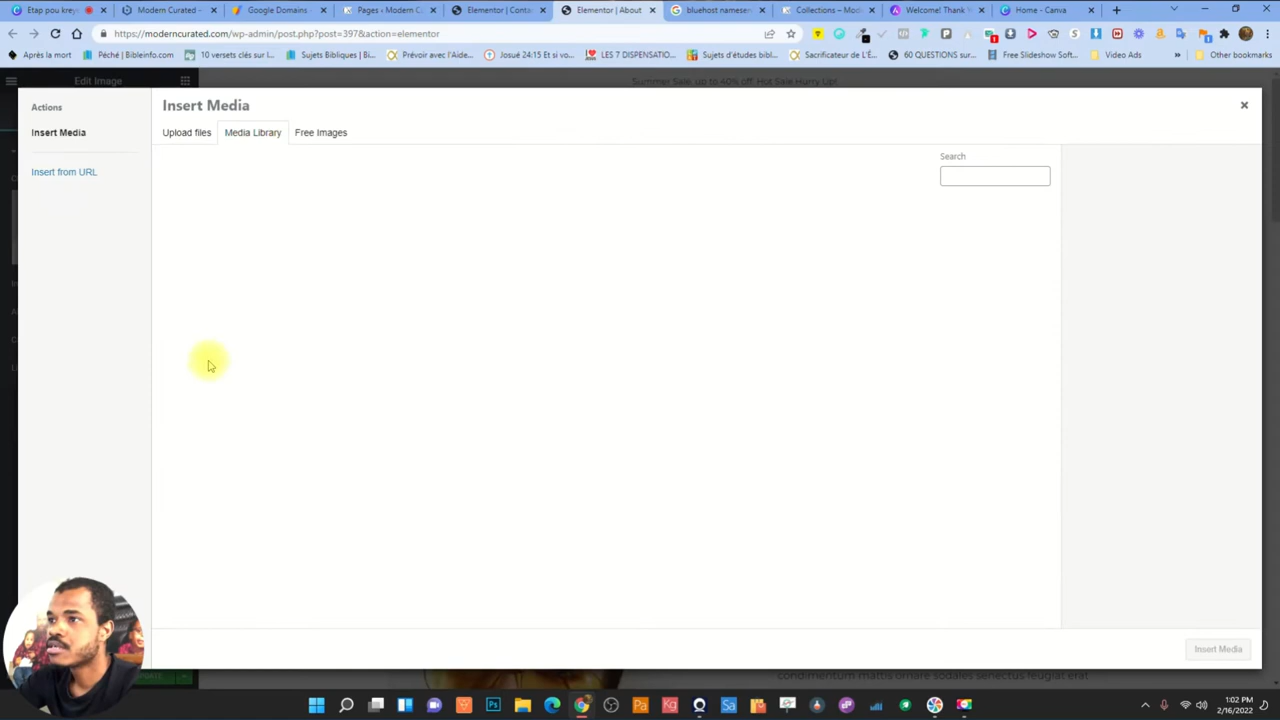 Etap pou kreye
Modern Curated -
Google Domains -
Pages ‹ Modern C
Elementor | Conta
Elementor | About
bluehost namese
Collections – Mod
Welcome! Thank Y
Home - Canva
https://moderncurated.com/wp-admin/post.php?post=397&action=elementor
Après la mort
Péché | Bibleinfo.com
10 versets clés sur l...
Sujets Bibliques | Bi...
Prévoir avec l'Aide...
Josué 24:15 Et si vo...
LES 7 DISPENSATIO...
Sujets d'études bibl...
Sacrificateur de L'É...
60 QUESTIONS sur...
Free Slideshow Soft...
Video Ads
»
Other bookmarks
Edit Image
Summer Sale, up to 40% off. Hot Sale Hurry Up!
Actions
Insert Media
Insert from URL
Insert Media
Upload files
Media Library
Free Images
Search
Insert Media
UPDATE
condimentum mattis ornare sodales senectus feugiat erat
1:02 PM
2/16/2022